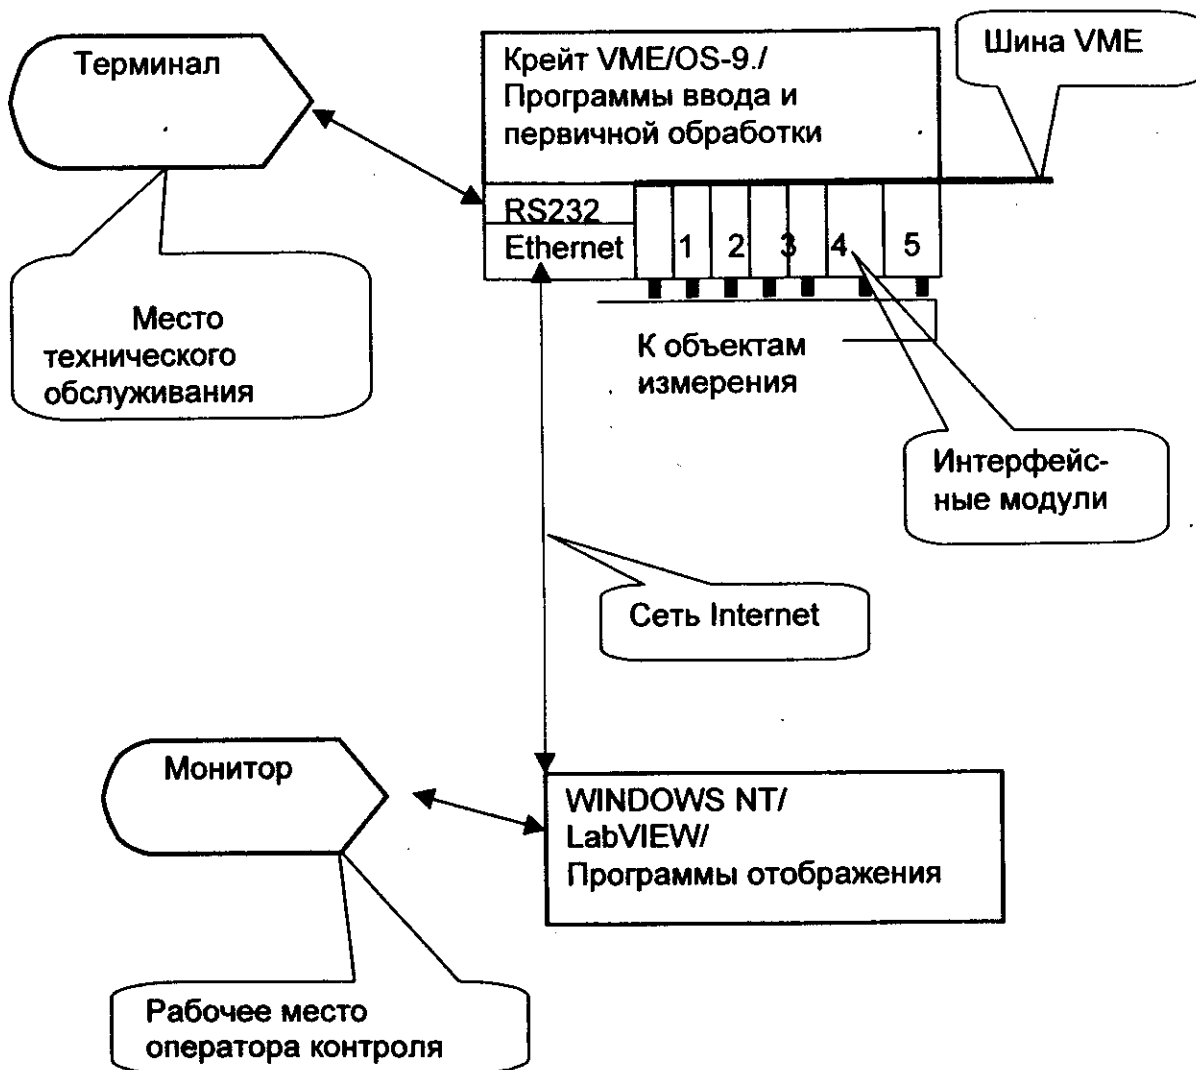 Терминал
Крейт VME/OS-9./
Программы ввода и
первичной обработки
Шина VME
RS232
Ethernet
1 2 3 4 5
Место
технического
обслуживания
К объектам
измерения
Интерфейс-
ные модули
Сеть Internet
Монитор
WINDOWS NT/
LabVIEW/
Программы отображения
Рабочее место
оператора контроля